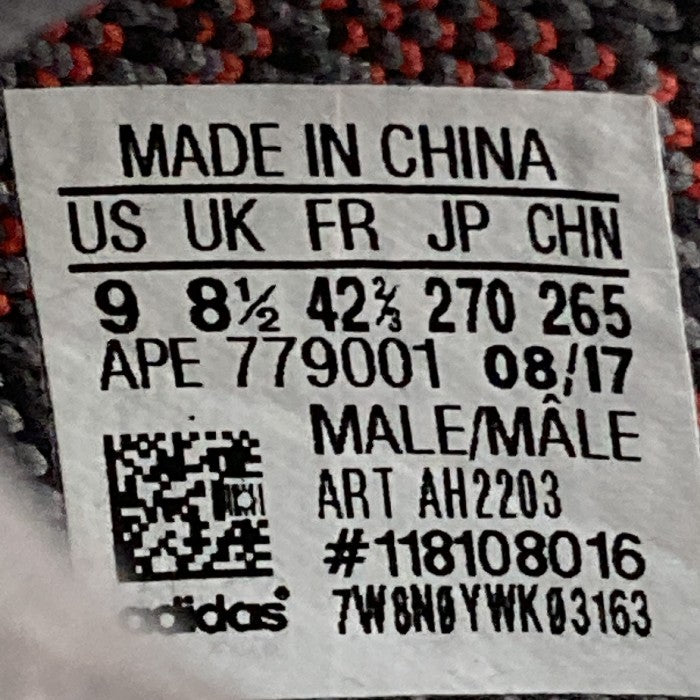 MADE IN CHINA
US UK FR JP CHN
9 8½ 42⅔ 270 265
APE 779001 08/17
MALE/MÂLE
ART AH2203
#118108016
adidas® 7W8N0YWK03163